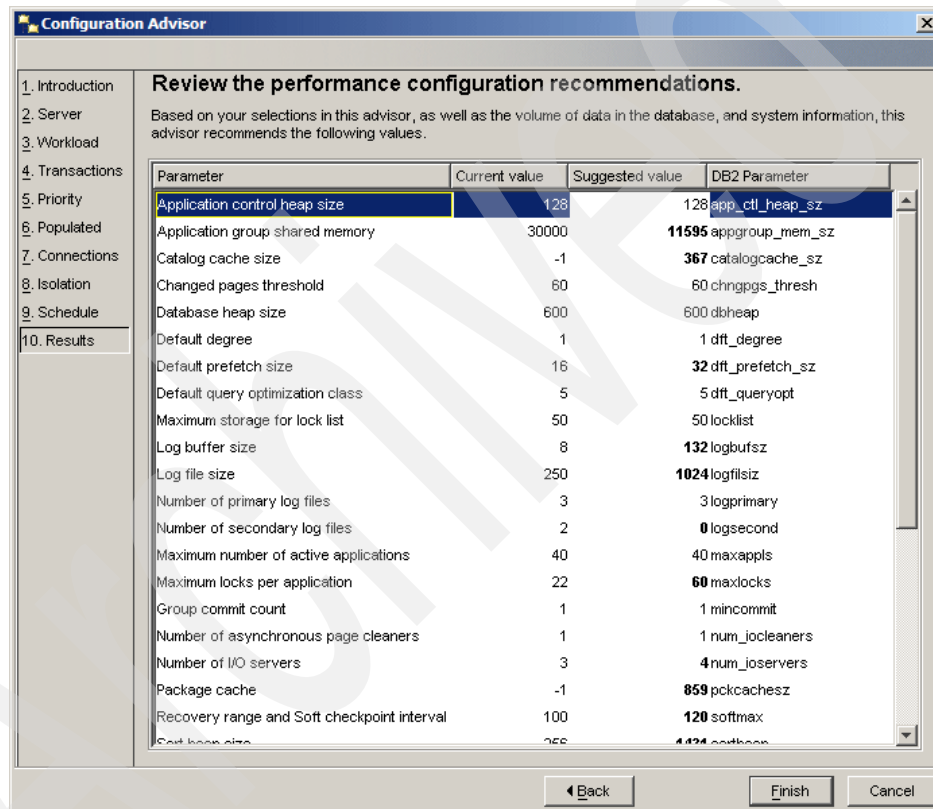 Configuration Advisor
1. Introduction
2. Server
3. Workload
4. Transactions
5. Priority
6. Populated
7. Connections
8. Isolation
9. Schedule
10. Results
Review the performance configuration recommendations.
Based on your selections in this advisor, as well as the volume of data in the database, and system information, this
advisor recommends the following values.
Parameter Current value Suggested value DB2 Parameter
Application control heap size 128 128 app_ctl_heap_sz
Application group shared memory 30000 11595 appgroup_mem_sz
Catalog cache size -1 367 catalogcache_sz
Changed pages threshold 60 60 chngpgs_thresh
Database heap size 600 600 dbheap
Default degree 1 1 dft_degree
Default prefetch size 16 32 dft_prefetch_sz
Default query optimization class 5 5 dft_queryopt
Maximum storage for lock list 50 50 locklist
Log buffer size 8 132 logbufsz
Log file size 250 1024 logfilsiz
Number of primary log files 3 3 logprimary
Number of secondary log files 2 0 logsecond
Maximum number of active applications 40 40 maxappls
Maximum locks per application 22 60 maxlocks
Group commit count 1 1 mincommit
Number of asynchronous page cleaners 1 1 num_iocleaners
Number of I/O servers 3 4 num_ioservers
Package cache -1 859 pckcachesz
Recovery range and Soft checkpoint interval 100 120 softmax
Sort heap size 256 sortheap
Back Finish Cancel